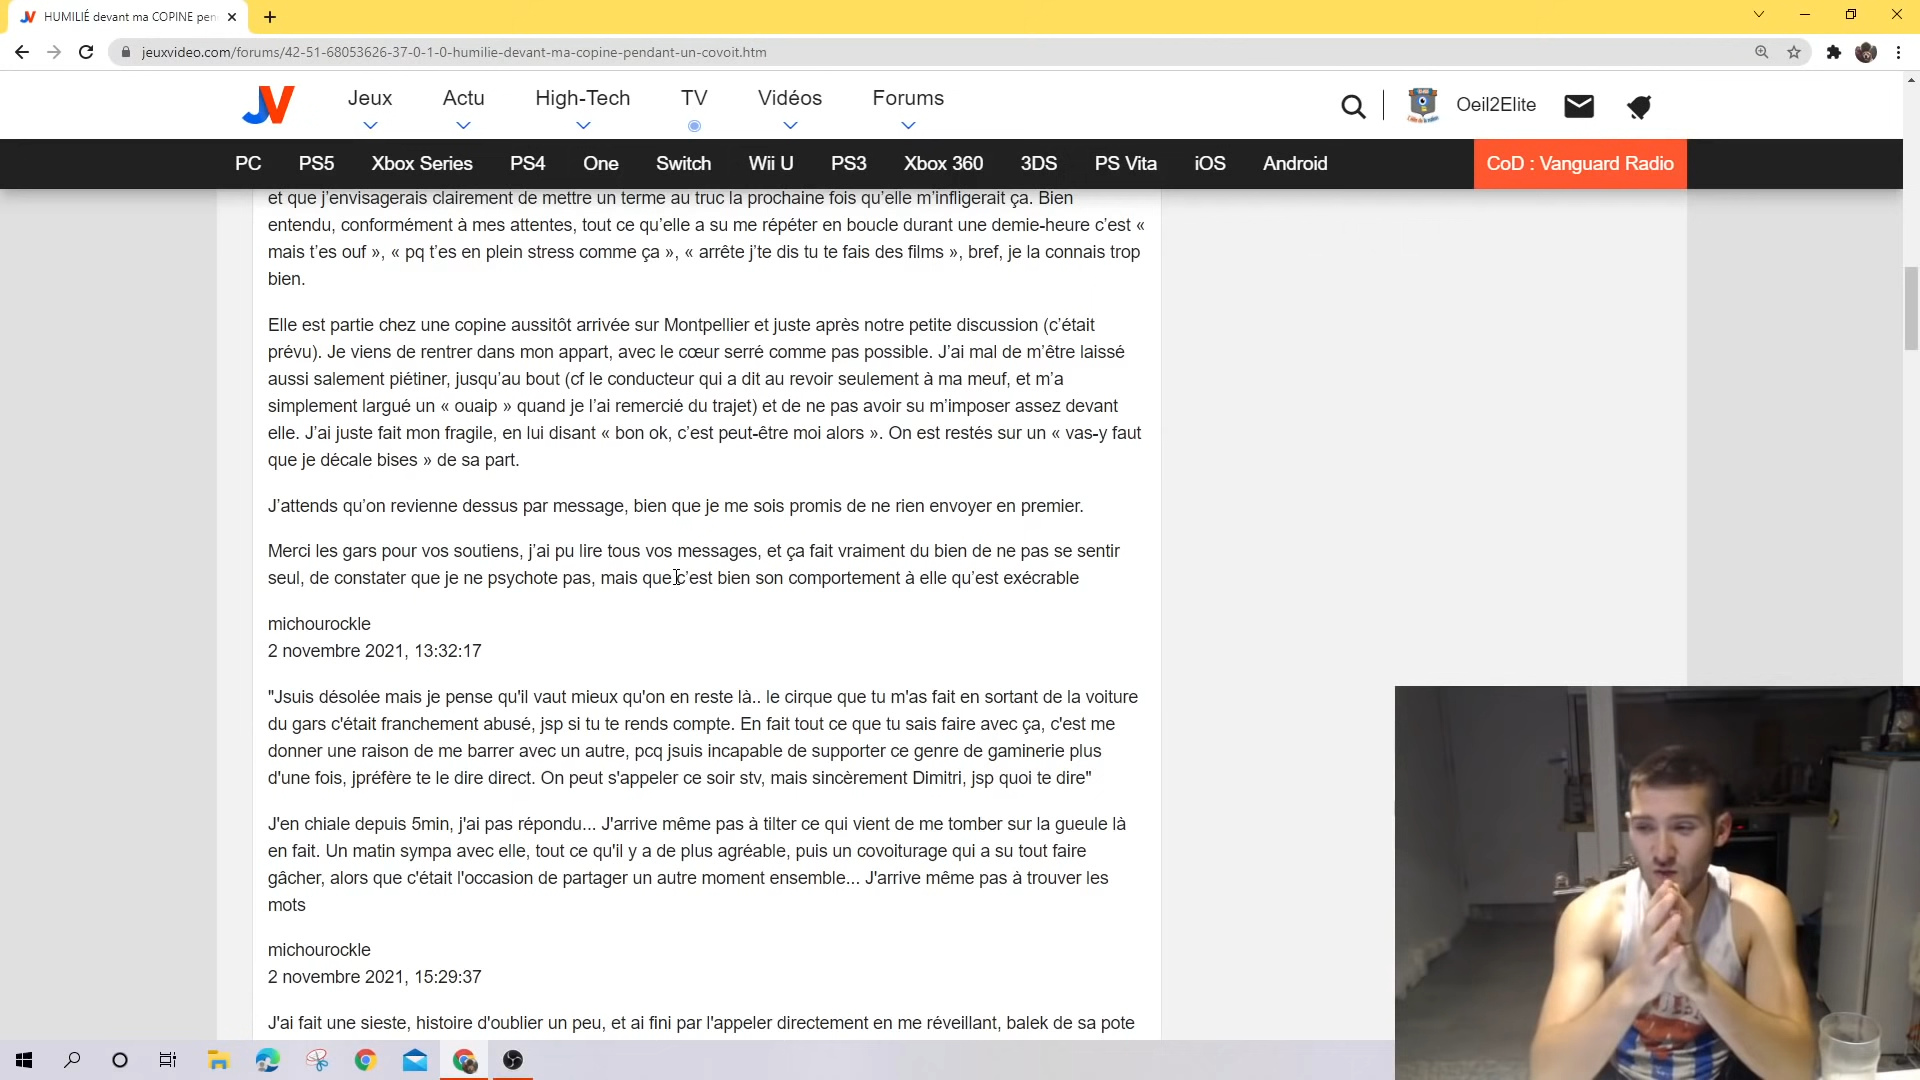 HUMILIÉ devant ma COPINE pen
jeuxvideo.com/forums/42-51-68053626-37-0-1-0-humilie-devant-ma-copine-pendant-un-covoit.htm
JV
Jeux
Actu
High-Tech
TV
Vidéos
Forums
Oeil2Elite
PC
PS5
Xbox Series
PS4
One
Switch
Wii U
PS3
Xbox 360
3DS
PS Vita
iOS
Android
CoD : Vanguard Radio
et que j’envisagerais clairement de mettre un terme au truc la prochaine fois qu’elle m’infligerait ça. Bien
entendu, conformément à mes attentes, tout ce qu’elle a su me répéter en boucle durant une demie-heure c’est «
mais t’es ouf », « pq t’es en plein stress comme ça », « arrête j’te dis tu te fais des films », bref, je la connais trop
bien.
Elle est partie chez une copine aussitôt arrivée sur Montpellier et juste après notre petite discussion (c’était
prévu). Je viens de rentrer dans mon appart, avec le cœur serré comme pas possible. J’ai mal de m’être laissé
aussi salement piétiner, jusqu’au bout (cf le conducteur qui a dit au revoir seulement à ma meuf, et m’a
simplement largué un « ouaip » quand je l’ai remercié du trajet) et de ne pas avoir su m’imposer assez devant
elle. J’ai juste fait mon fragile, en lui disant « bon ok, c’est peut-être moi alors ». On est restés sur un « vas-y faut
que je décale bises » de sa part.
J’attends qu’on revienne dessus par message, bien que je me sois promis de ne rien envoyer en premier.
Merci les gars pour vos soutiens, j’ai pu lire tous vos messages, et ça fait vraiment du bien de ne pas se sentir
seul, de constater que je ne psychote pas, mais que c’est bien son comportement à elle qu’est exécrable
michourockle
2 novembre 2021, 13:32:17
"Jsuis désolée mais je pense qu'il vaut mieux qu'on en reste là.. le cirque que tu m'as fait en sortant de la voiture
du gars c'était franchement abusé, jsp si tu te rends compte. En fait tout ce que tu sais faire avec ça, c'est me
donner une raison de me barrer avec un autre, pcq jsuis incapable de supporter ce genre de gaminerie plus
d'une fois, jpréfère te le dire direct. On peut s'appeler ce soir stv, mais sincèrement Dimitri, jsp quoi te dire"
J'en chiale depuis 5min, j'ai pas répondu... J'arrive même pas à tilter ce qui vient de me tomber sur la gueule là
en fait. Un matin sympa avec elle, tout ce qu'il y a de plus agréable, puis un covoiturage qui a su tout faire
gâcher, alors que c'était l'occasion de partager un autre moment ensemble... J'arrive même pas à trouver les
mots
michourockle
2 novembre 2021, 15:29:37
J'ai fait une sieste, histoire d'oublier un peu, et ai fini par l'appeler directement en me réveillant, balek de sa pote